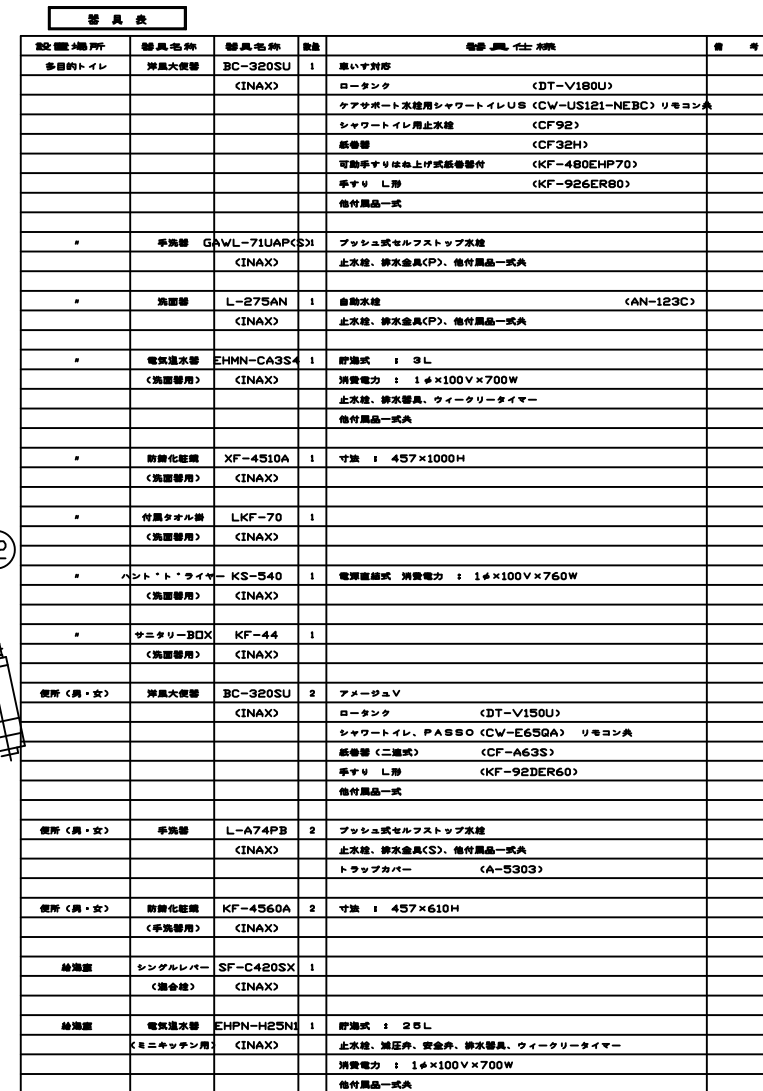 器具表
設置場所 器具名称 器具名称 数量 器具仕様 備考
多目的トイレ 洋風大便器 BC-320SU 1 車いす対応
(INAX) ロータンク (DT-V180U)
ケアサポート水栓用シャワートイレUS (CW-US121-NEBC) リモコン共
シャワートイレ用止水栓 (CF92)
紙巻器 (CF32H)
可動手すりはね上げ式紙巻器付 (KF-480EHP70)
手すり L形 (KF-926ER80)
他付属品一式
〃 手洗器 GAWL-71UAP(S) 1 プッシュ式セルフストップ水栓
(INAX) 止水栓、排水金具(P)、他付属品一式共
〃 洗面器 L-275AN 1 自動水栓 (AN-123C)
(INAX) 止水栓、排水金具(P)、他付属品一式共
〃 電気温水器 EHMN-CA3S4 1 貯湯式 : 3L
(洗面器用) (INAX) 消費電力 : 1φ×100V×700W
止水栓、排水器具、ウィークリータイマー
他付属品一式共
〃 防錆化粧鏡 XF-4510A 1 寸法 : 457×1000H
(洗面器用) (INAX)
〃 付属タオル掛 LKF-70 1
(洗面器用) (INAX)
〃 ハンド゛ト゛ライヤー KS-540 1 電源直結式 消費電力 : 1φ×100V×760W
(洗面器用) (INAX)
〃 サニタリーBOX KF-44 1
(洗面器用) (INAX)
便所(男・女) 洋風大便器 BC-320SU 2 アメージュV
(INAX) ロータンク (DT-V150U)
シャワートイレ、PASSO (CW-E65QA) リモコン共
紙巻器(二連式) (CF-A63S)
手すり L形 (KF-92DER60)
他付属品一式
便所(男・女) 手洗器 L-A74PB 2 プッシュ式セルフストップ水栓
(INAX) 止水栓、排水金具(S)、他付属品一式共
トラップカバー (A-5303)
便所(男・女) 防錆化粧鏡 KF-4560A 2 寸法 : 457×610H
(手洗器用) (INAX)
給湯室 シングルレバー SF-C420SX 1
(混合栓) (INAX)
給湯室 電気温水器 EHPN-H25N1 1 貯湯式 : 25L
(ミニキッチン用) (INAX) 止水栓、減圧弁、安全弁、排水器具、ウィークリータイマー
消費電力 : 1φ×100V×700W
他付属品一式共